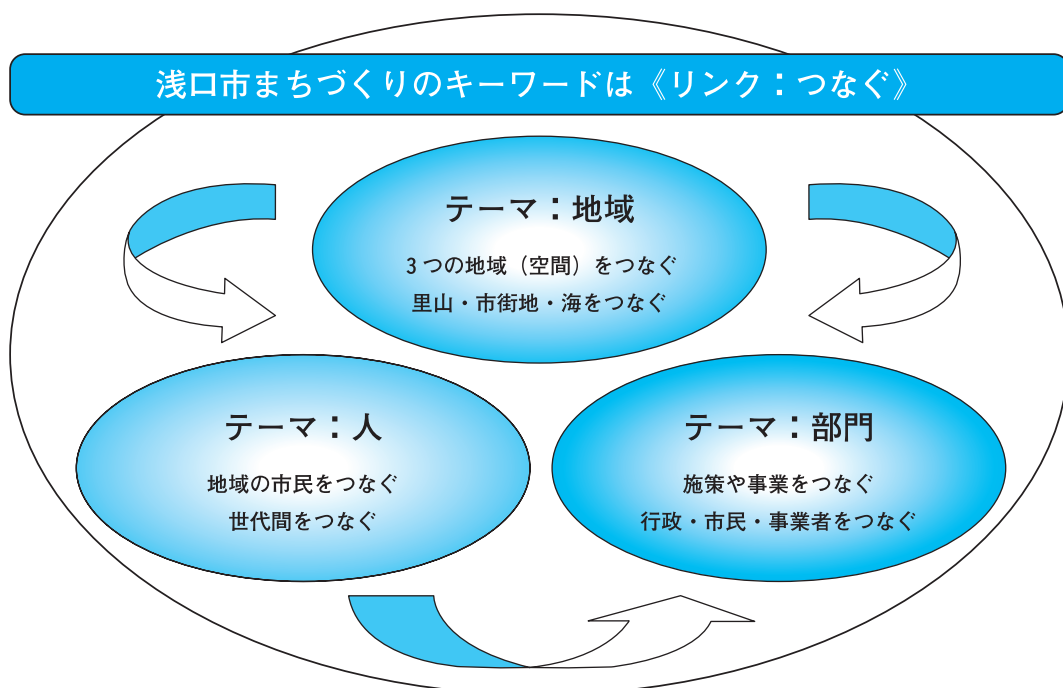 浅口市まちづくりのキーワードは《リンク：つなぐ》
テーマ：地域
3つの地域（空間）をつなぐ
里山・市街地・海をつなぐ
テーマ：人
地域の市民をつなぐ
世代間をつなぐ
テーマ：部門
施策や事業をつなぐ
行政・市民・事業者をつなぐ